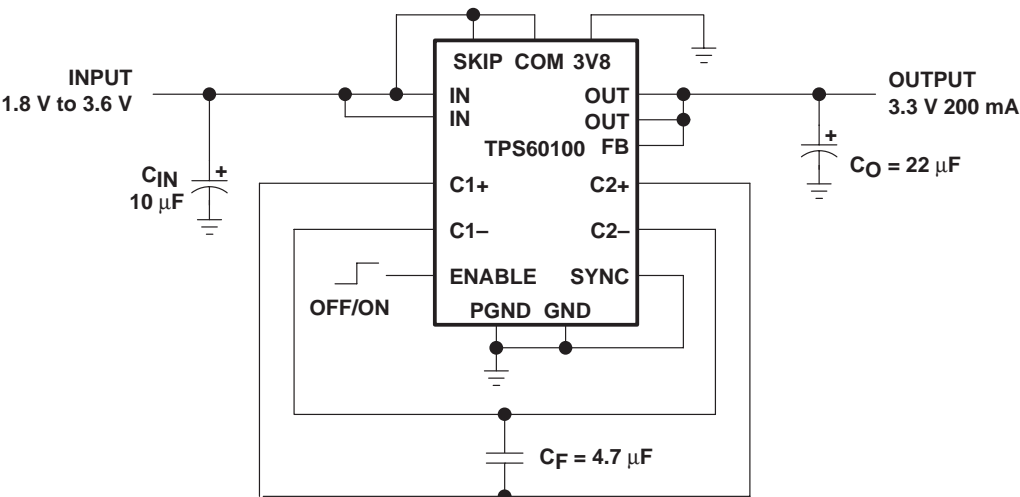 SKIP COM 3V8
INPUT
1.8 V to 3.6 V
IN
IN
OUT
OUT
FB
TPS60100
OUTPUT
3.3 V 200 mA
CIN
10 μF
+
+
CO = 22 μF
C1+
C2+
C1–
C2–
ENABLE
SYNC
OFF/ON
PGND GND
CF = 4.7 μF